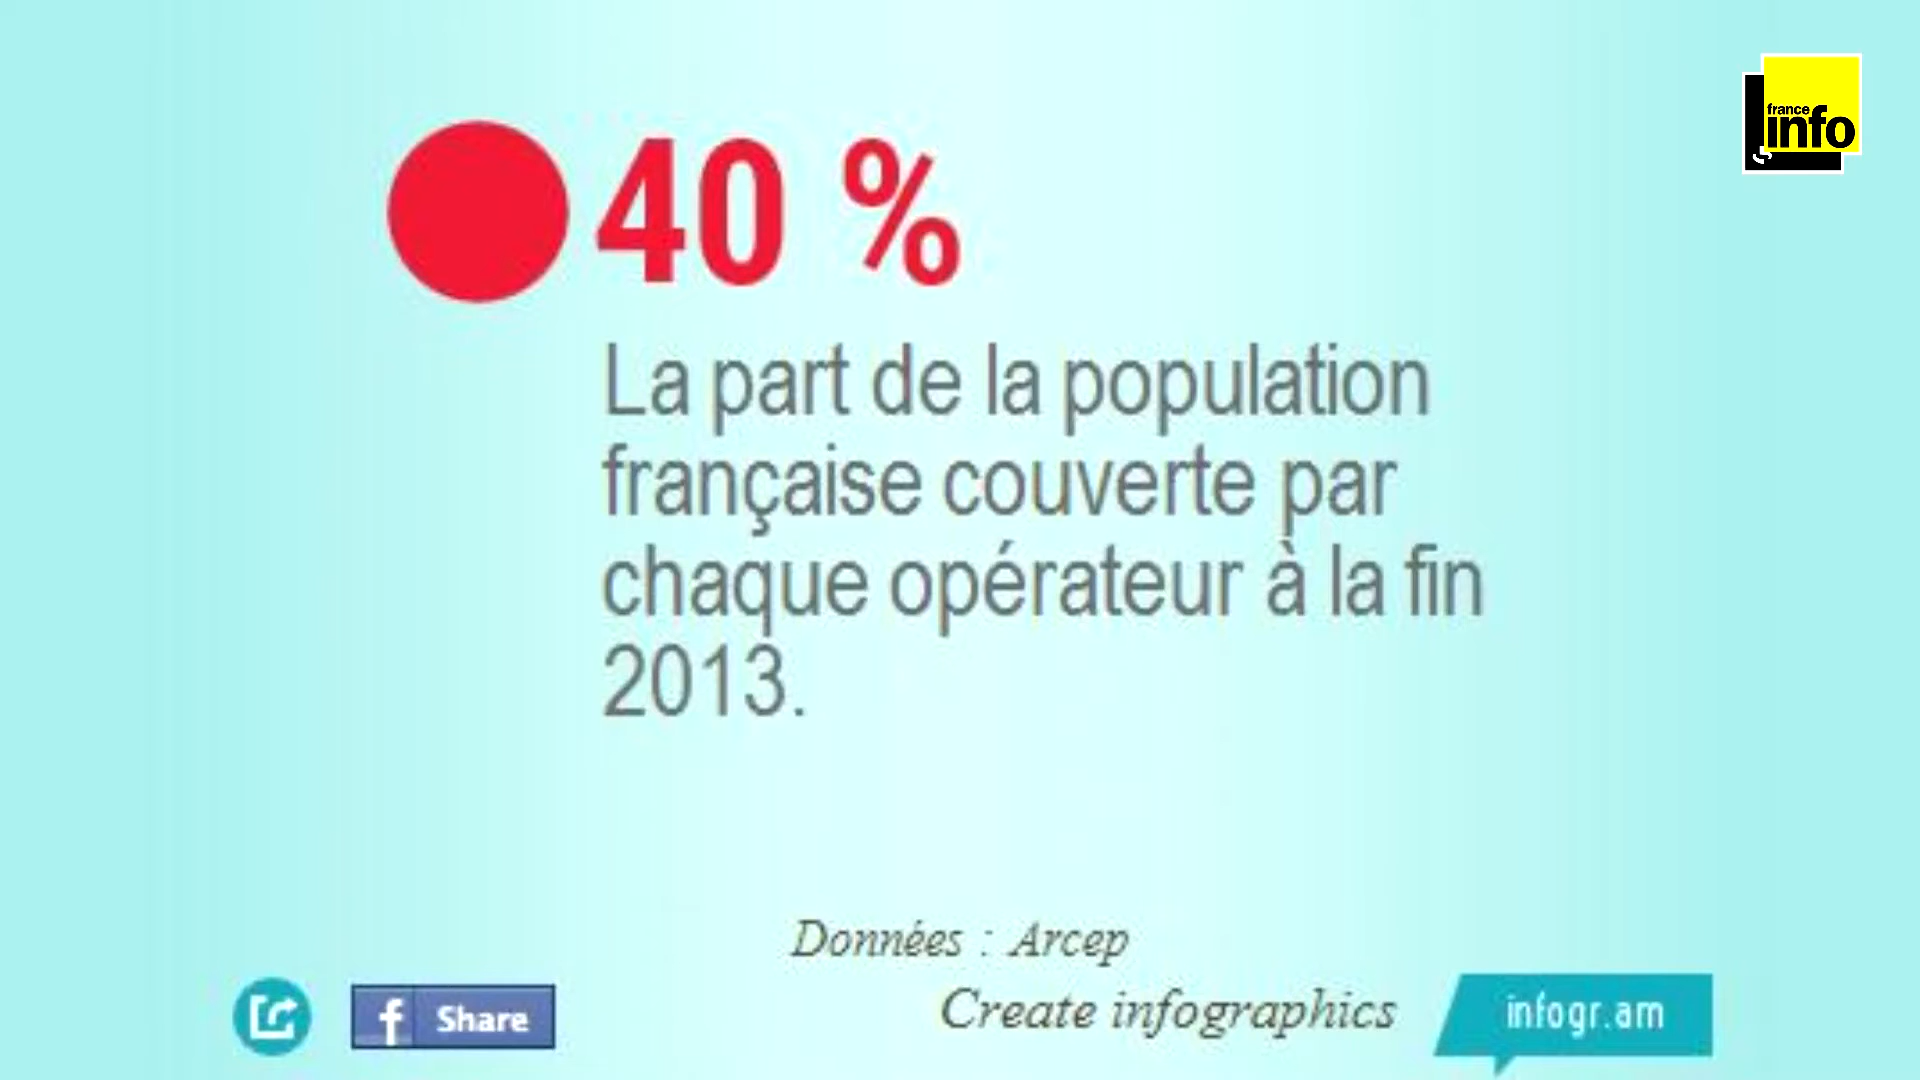 france
info
40 %
La part de la population
française couverte par
chaque opérateur à la fin
2013.
Données : Arcep
Create infographics
infogr.am
f Share